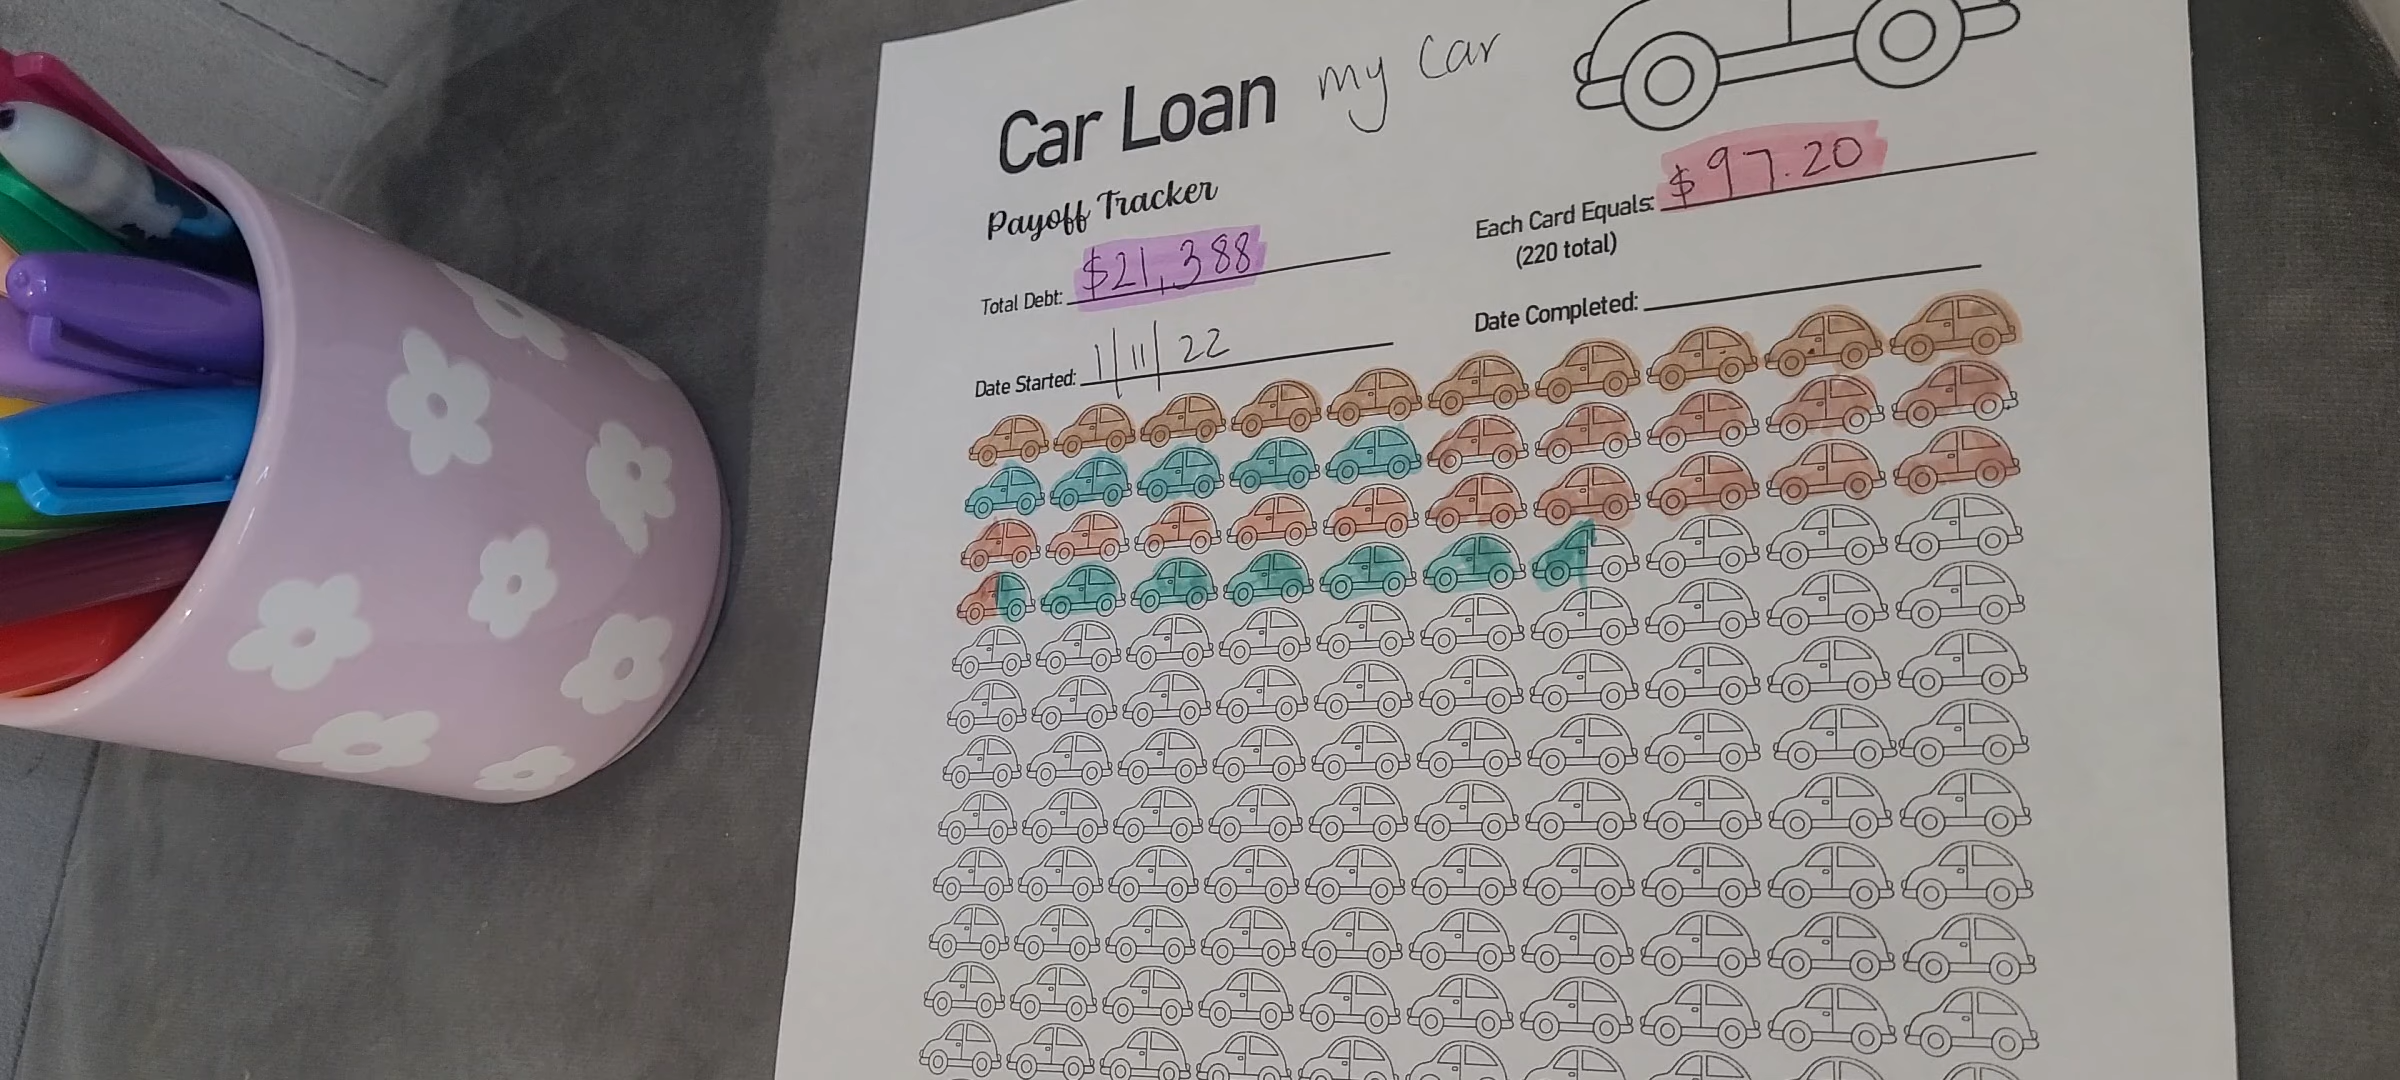 Car Loan my car
Payoff Tracker
Total Debt: $21,388
Date Started: 1/11/22
Each Card Equals: $97.20
(220 total)
Date Completed: